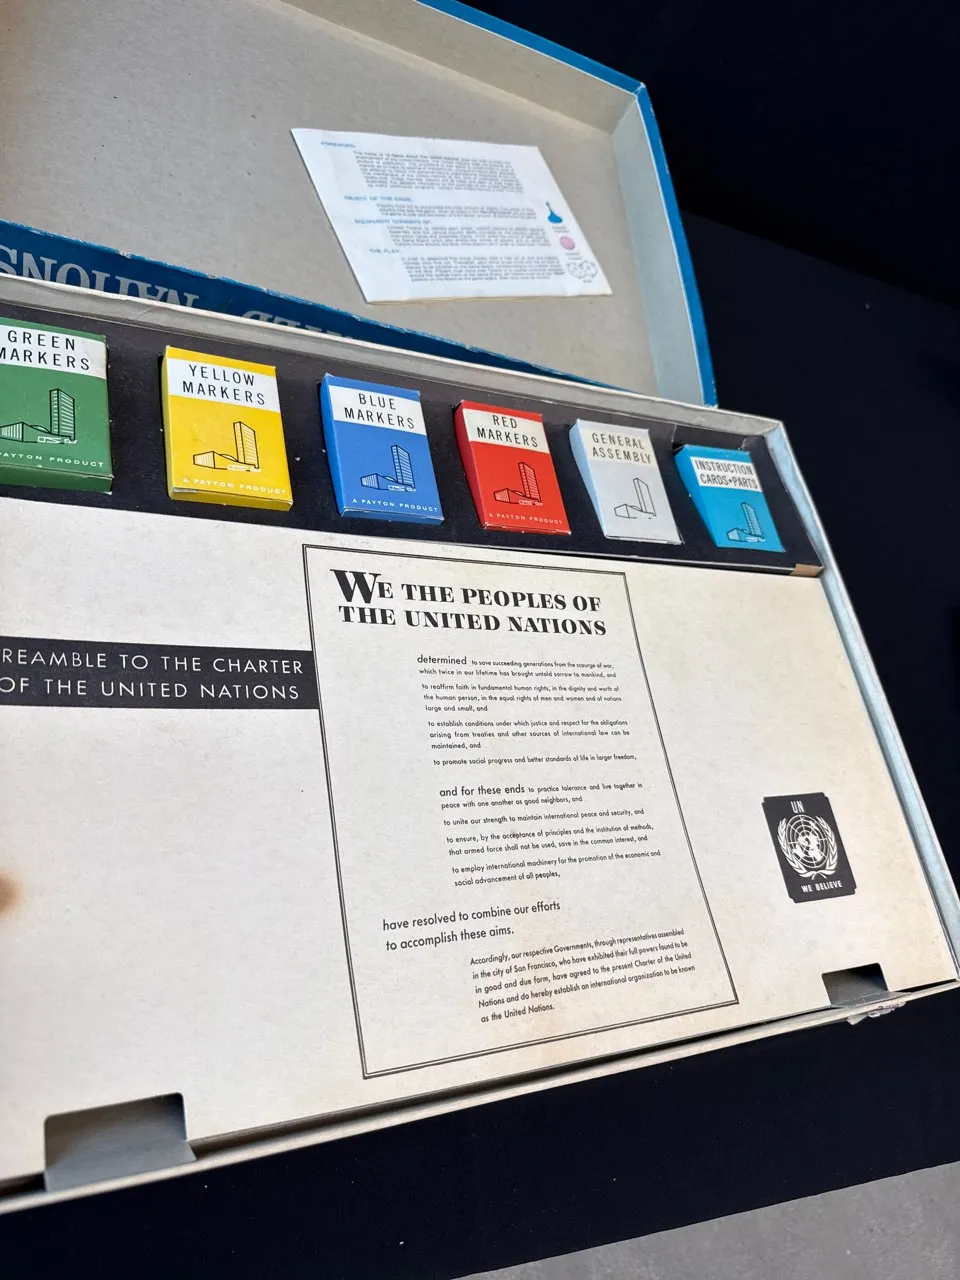 FOREWORD:
OBJECT OF THE GAME:
EQUIPMENT CONSISTS OF:
THE PLAY:
GREEN
MARKERS
PAYTON PRODUCT
YELLOW
MARKERS
A PAYTON PRODUCT
BLUE
MARKERS
A PAYTON PRODUCT
RED
MARKERS
A PAYTON PRODUCT
GENERAL
ASSEMBLY
INSTRUCTION
CARDS•PARTS
REAMBLE TO THE CHARTER
OF THE UNITED NATIONS
WE THE PEOPLES OF
THE UNITED NATIONS
determined to save succeeding generations from the scourge of war,
which twice in our lifetime has brought untold sorrow to mankind, and
to reaffirm faith in fundamental human rights, in the dignity and worth of
the human person, in the equal rights of men and women and of nations
large and small, and
to establish conditions under which justice and respect for the obligations
arising from treaties and other sources of international law can be
maintained, and
to promote social progress and better standards of life in larger freedom,
and for these ends to practice tolerance and live together in
peace with one another as good neighbors, and
to unite our strength to maintain international peace and security, and
to ensure, by the acceptance of principles and the institution of methods,
that armed force shall not be used, save in the common interest, and
to employ international machinery for the promotion of the economic and
social advancement of all peoples,
have resolved to combine our efforts
to accomplish these aims.
Accordingly, our respective Governments, through representatives assembled
in the city of San Francisco, who have exhibited their full powers found to be
in good and due form, have agreed to the present Charter of the United
Nations and do hereby establish an international organization to be known
as the United Nations.
UN
WE BELIEVE